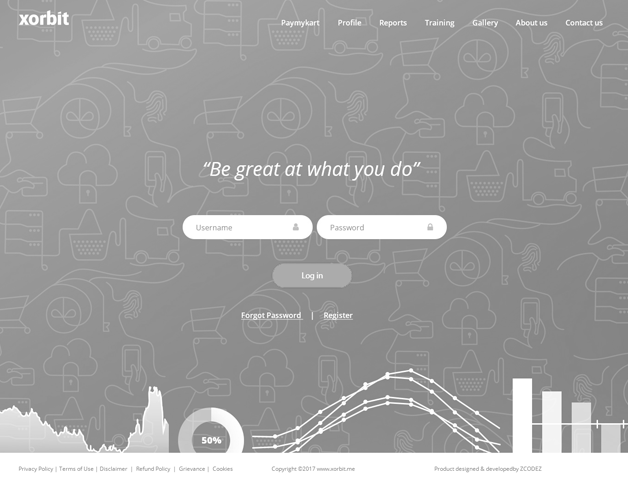 xorbit
Paymykart Profile Reports Training Gallery About us Contact us
“Be great at what you do”
Username Password
Log in
Forgot Password | Register
50%
Privacy Policy | Terms of Use | Disclaimer | Refund Policy | Grievance | Cookies Copyright ©2017 www.xorbit.me Product designed & developedby ZCODEZ